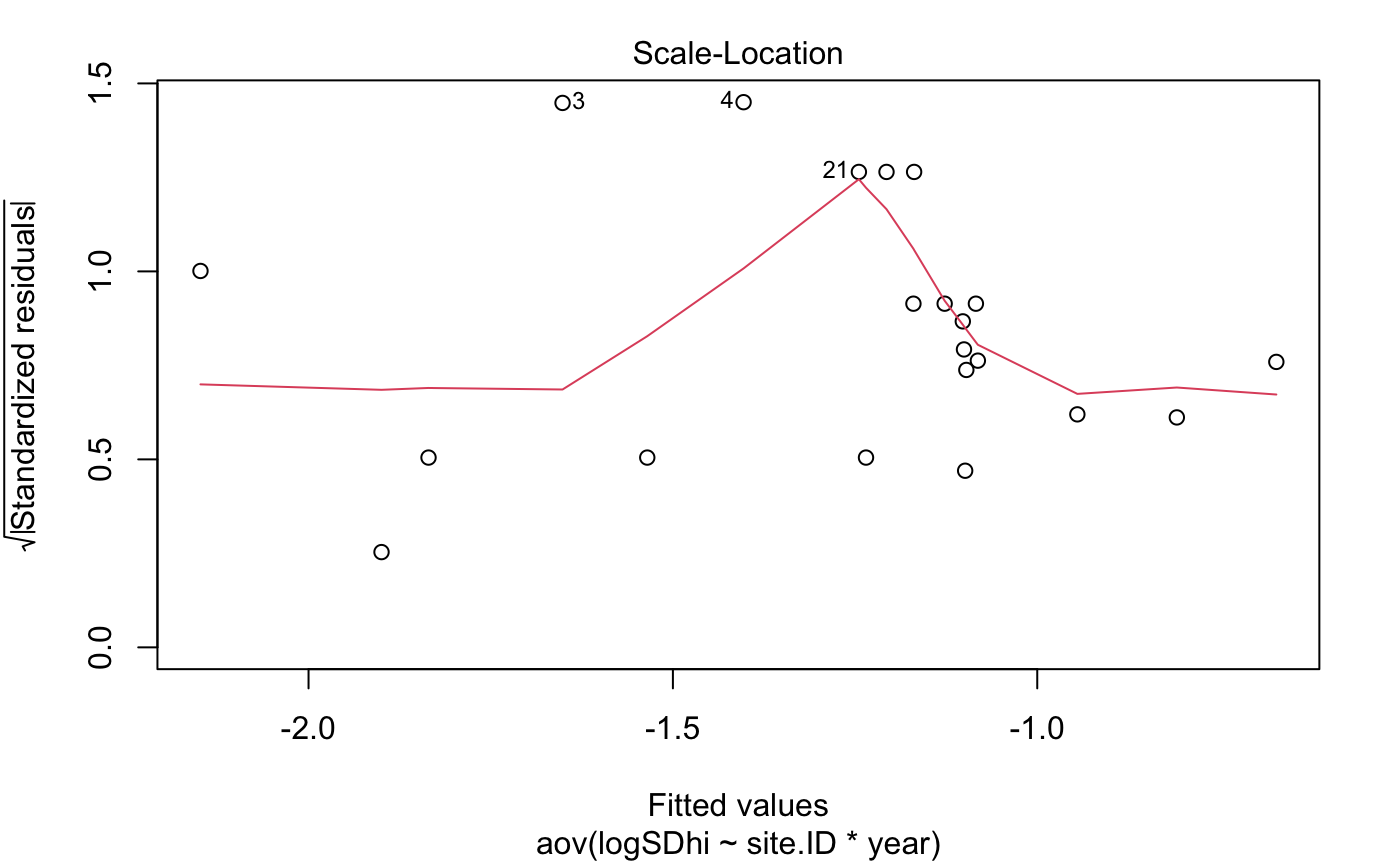 Scale-Location
√|Standardized residuals|
1.5
1.0
0.5
0.0
3
4
21
-2.0 -1.5 -1.0
Fitted values
aov(logSDhi ~ site.ID * year)